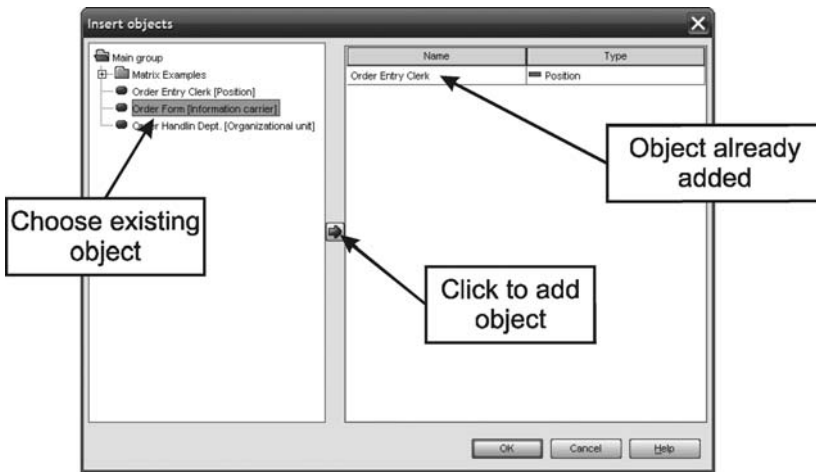 Insert objects
Main group
Matrix Examples
Order Entry Clerk [Position]
Order Form [Information carrier]
Order Handlin Dept. [Organizational unit]
Name Type
Order Entry Clerk Position
Object already
added
Choose existing
object
Click to add
object
OK Cancel Help